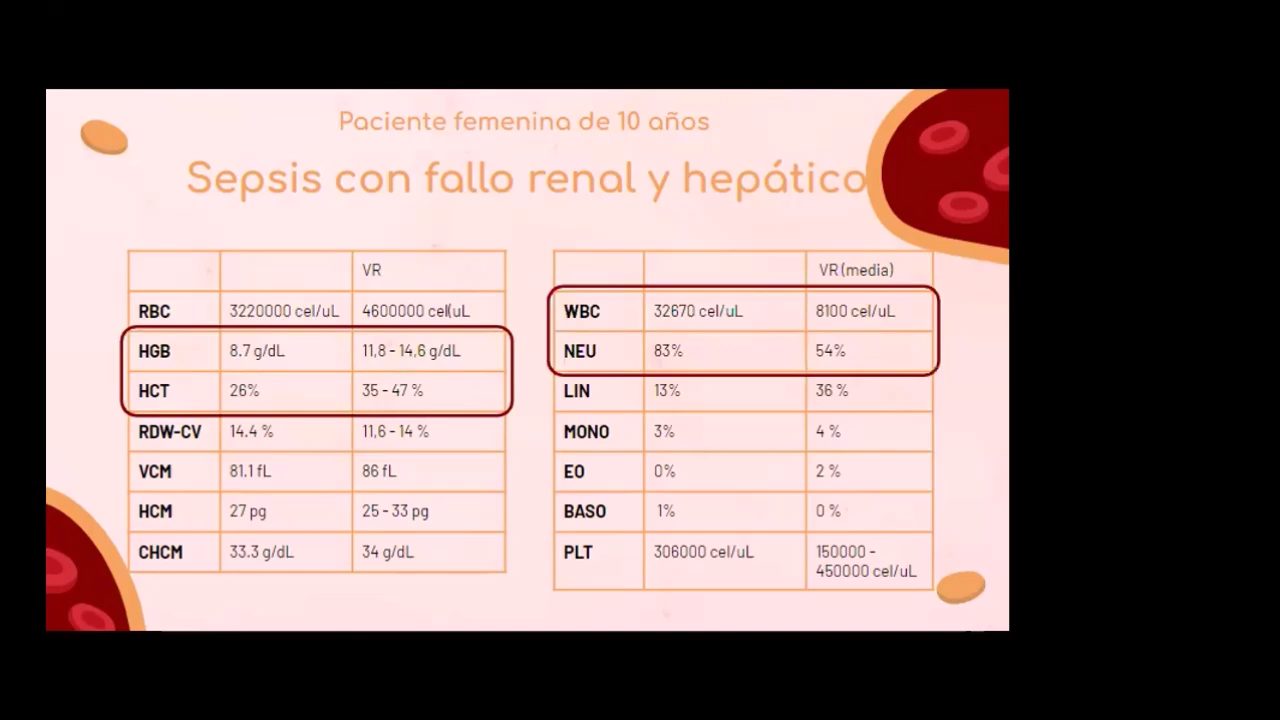 Paciente femenina de 10 años
Sepsis con fallo renal y hepático
VR
RBC 3220000 cel/uL 4600000 cel(uL
HGB 8.7 g/dL 11,8 - 14,6 g/dL
HCT 26% 35 - 47 %
RDW-CV 14.4 % 11,6 - 14 %
VCM 81.1 fL 86 fL
HCM 27 pg 25 - 33 pg
CHCM 33.3 g/dL 34 g/dL
VR (media)
WBC 32670 cel/uL 8100 cel/uL
NEU 83% 54%
LIN 13% 36 %
MONO 3% 4 %
EO 0% 2 %
BASO 1% 0 %
PLT 306000 cel/uL 150000 -
450000 cel/uL